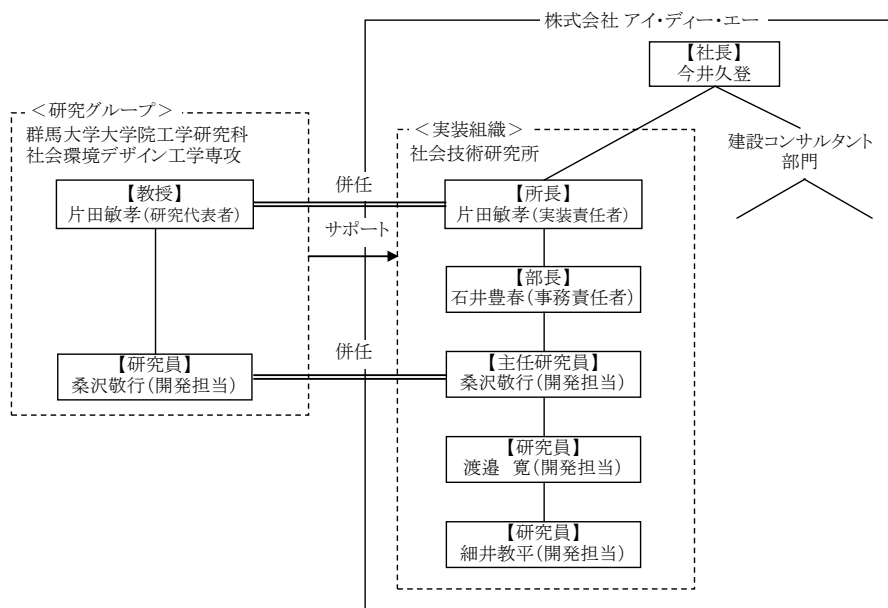 株式会社 アイ・ディー・エー
【社長】
今井久登
建設コンサルタント
部門
＜研究グループ＞
群馬大学大学院工学研究科
社会環境デザイン工学専攻
【教授】
片田敏孝(研究代表者)
【研究員】
桑沢敬行(開発担当)
併任
サポート
併任
＜実装組織＞
社会技術研究所
【所長】
片田敏孝(実装責任者)
【部長】
石井豊春(事務責任者)
【主任研究員】
桑沢敬行(開発担当)
【研究員】
渡邉　寛(開発担当)
【研究員】
細井教平(開発担当)